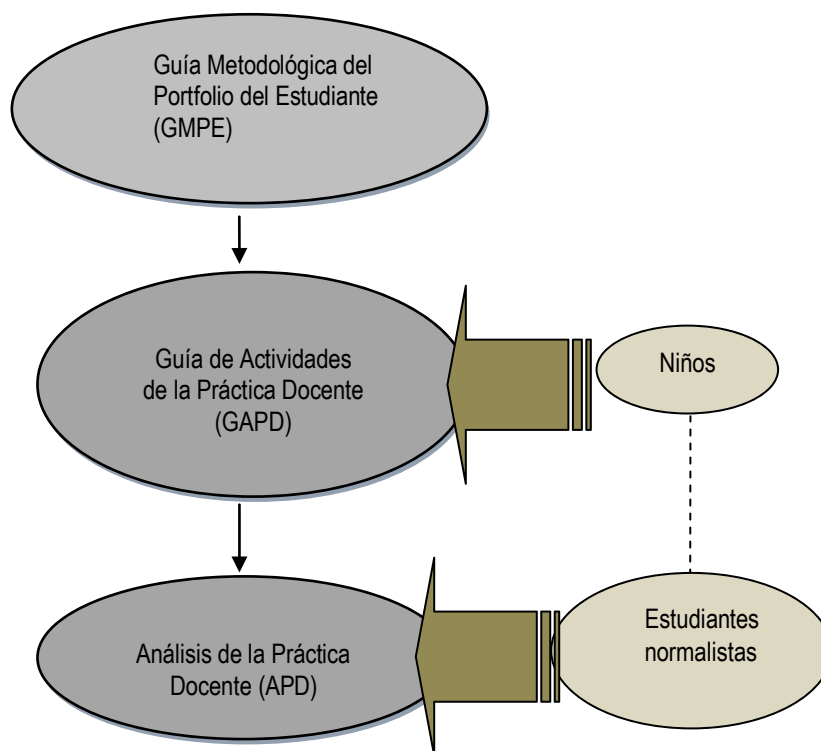 Guía Metodológica del
Portfolio del Estudiante
(GMPE)
Guía de Actividades
de la Práctica Docente
(GAPD)
Niños
Análisis de la Práctica
Docente (APD)
Estudiantes
normalistas